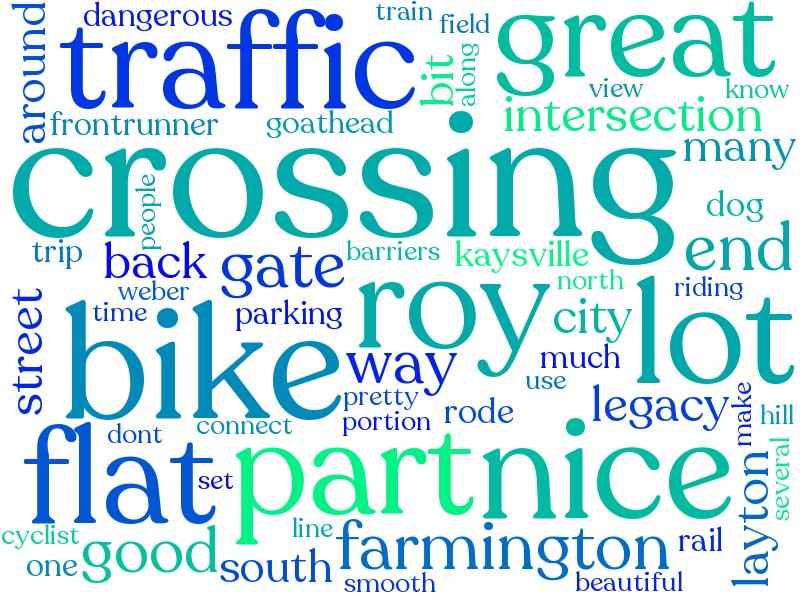 dangerous
train
field
great
around
traffic
bit
along
view
know
frontrunner
goathead
intersection
crossing
many
people
dog
trip
back
gate
barriers
kaysville
end
weber
north
riding
street
time
parking
roy
city
lot
bike
way
much
use
pretty
portion
rode
legacy
make
hill
connect
dont
flat
set
part
nice
several
layton
cyclist
one
good
south
line
farmington
rail
smooth
beautiful